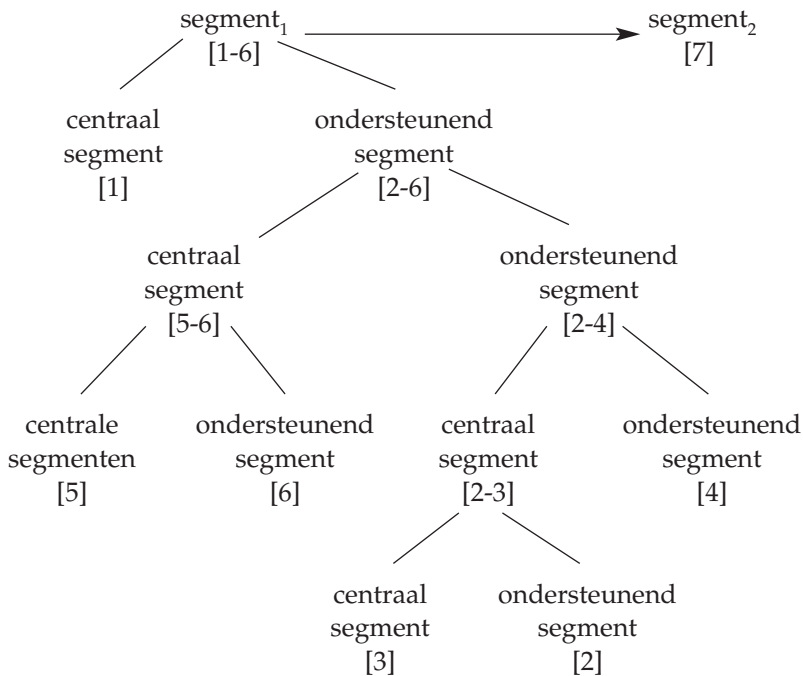 segment₁
[1-6]
segment₂
[7]
centraal
segment
[1]
ondersteunend
segment
[2-6]
centraal
segment
[5-6]
ondersteunend
segment
[2-4]
centrale
segmenten
[5]
ondersteunend
segment
[6]
centraal
segment
[2-3]
ondersteunend
segment
[4]
centraal
segment
[3]
ondersteunend
segment
[2]